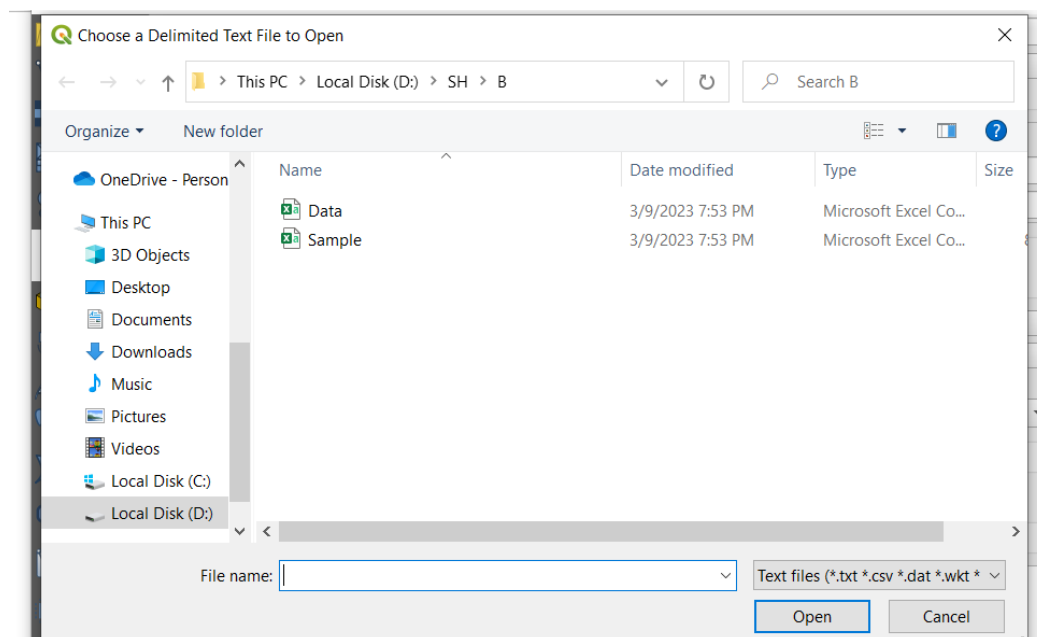 Choose a Delimited Text File to Open
This PC > Local Disk (D:) > SH > B
Search B
Organize
New folder
Name Date modified Type Size
OneDrive - Person
This PC
3D Objects
Desktop
Documents
Downloads
Music
Pictures
Videos
Local Disk (C:)
Local Disk (D:)
Data 3/9/2023 7:53 PM Microsoft Excel Co...
Sample 3/9/2023 7:53 PM Microsoft Excel Co...
File name:
Text files (*.txt *.csv *.dat *.wkt *
Open
Cancel